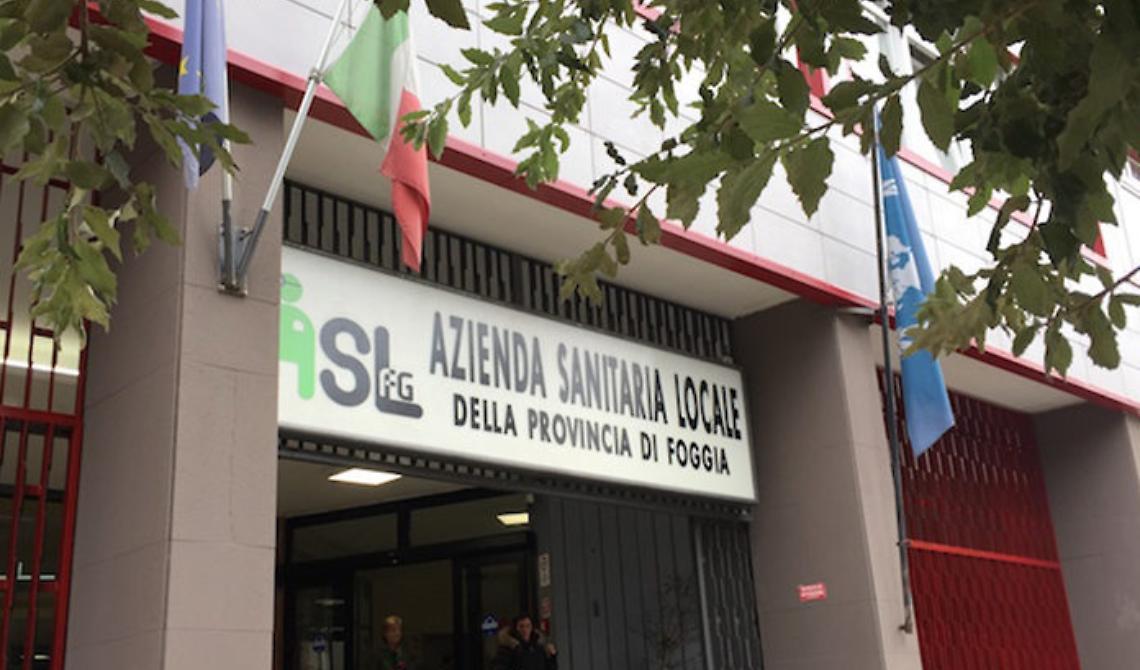 ASL FG
AZIENDA SANITARIA LOCALE
DELLA PROVINCIA DI FOGGIA